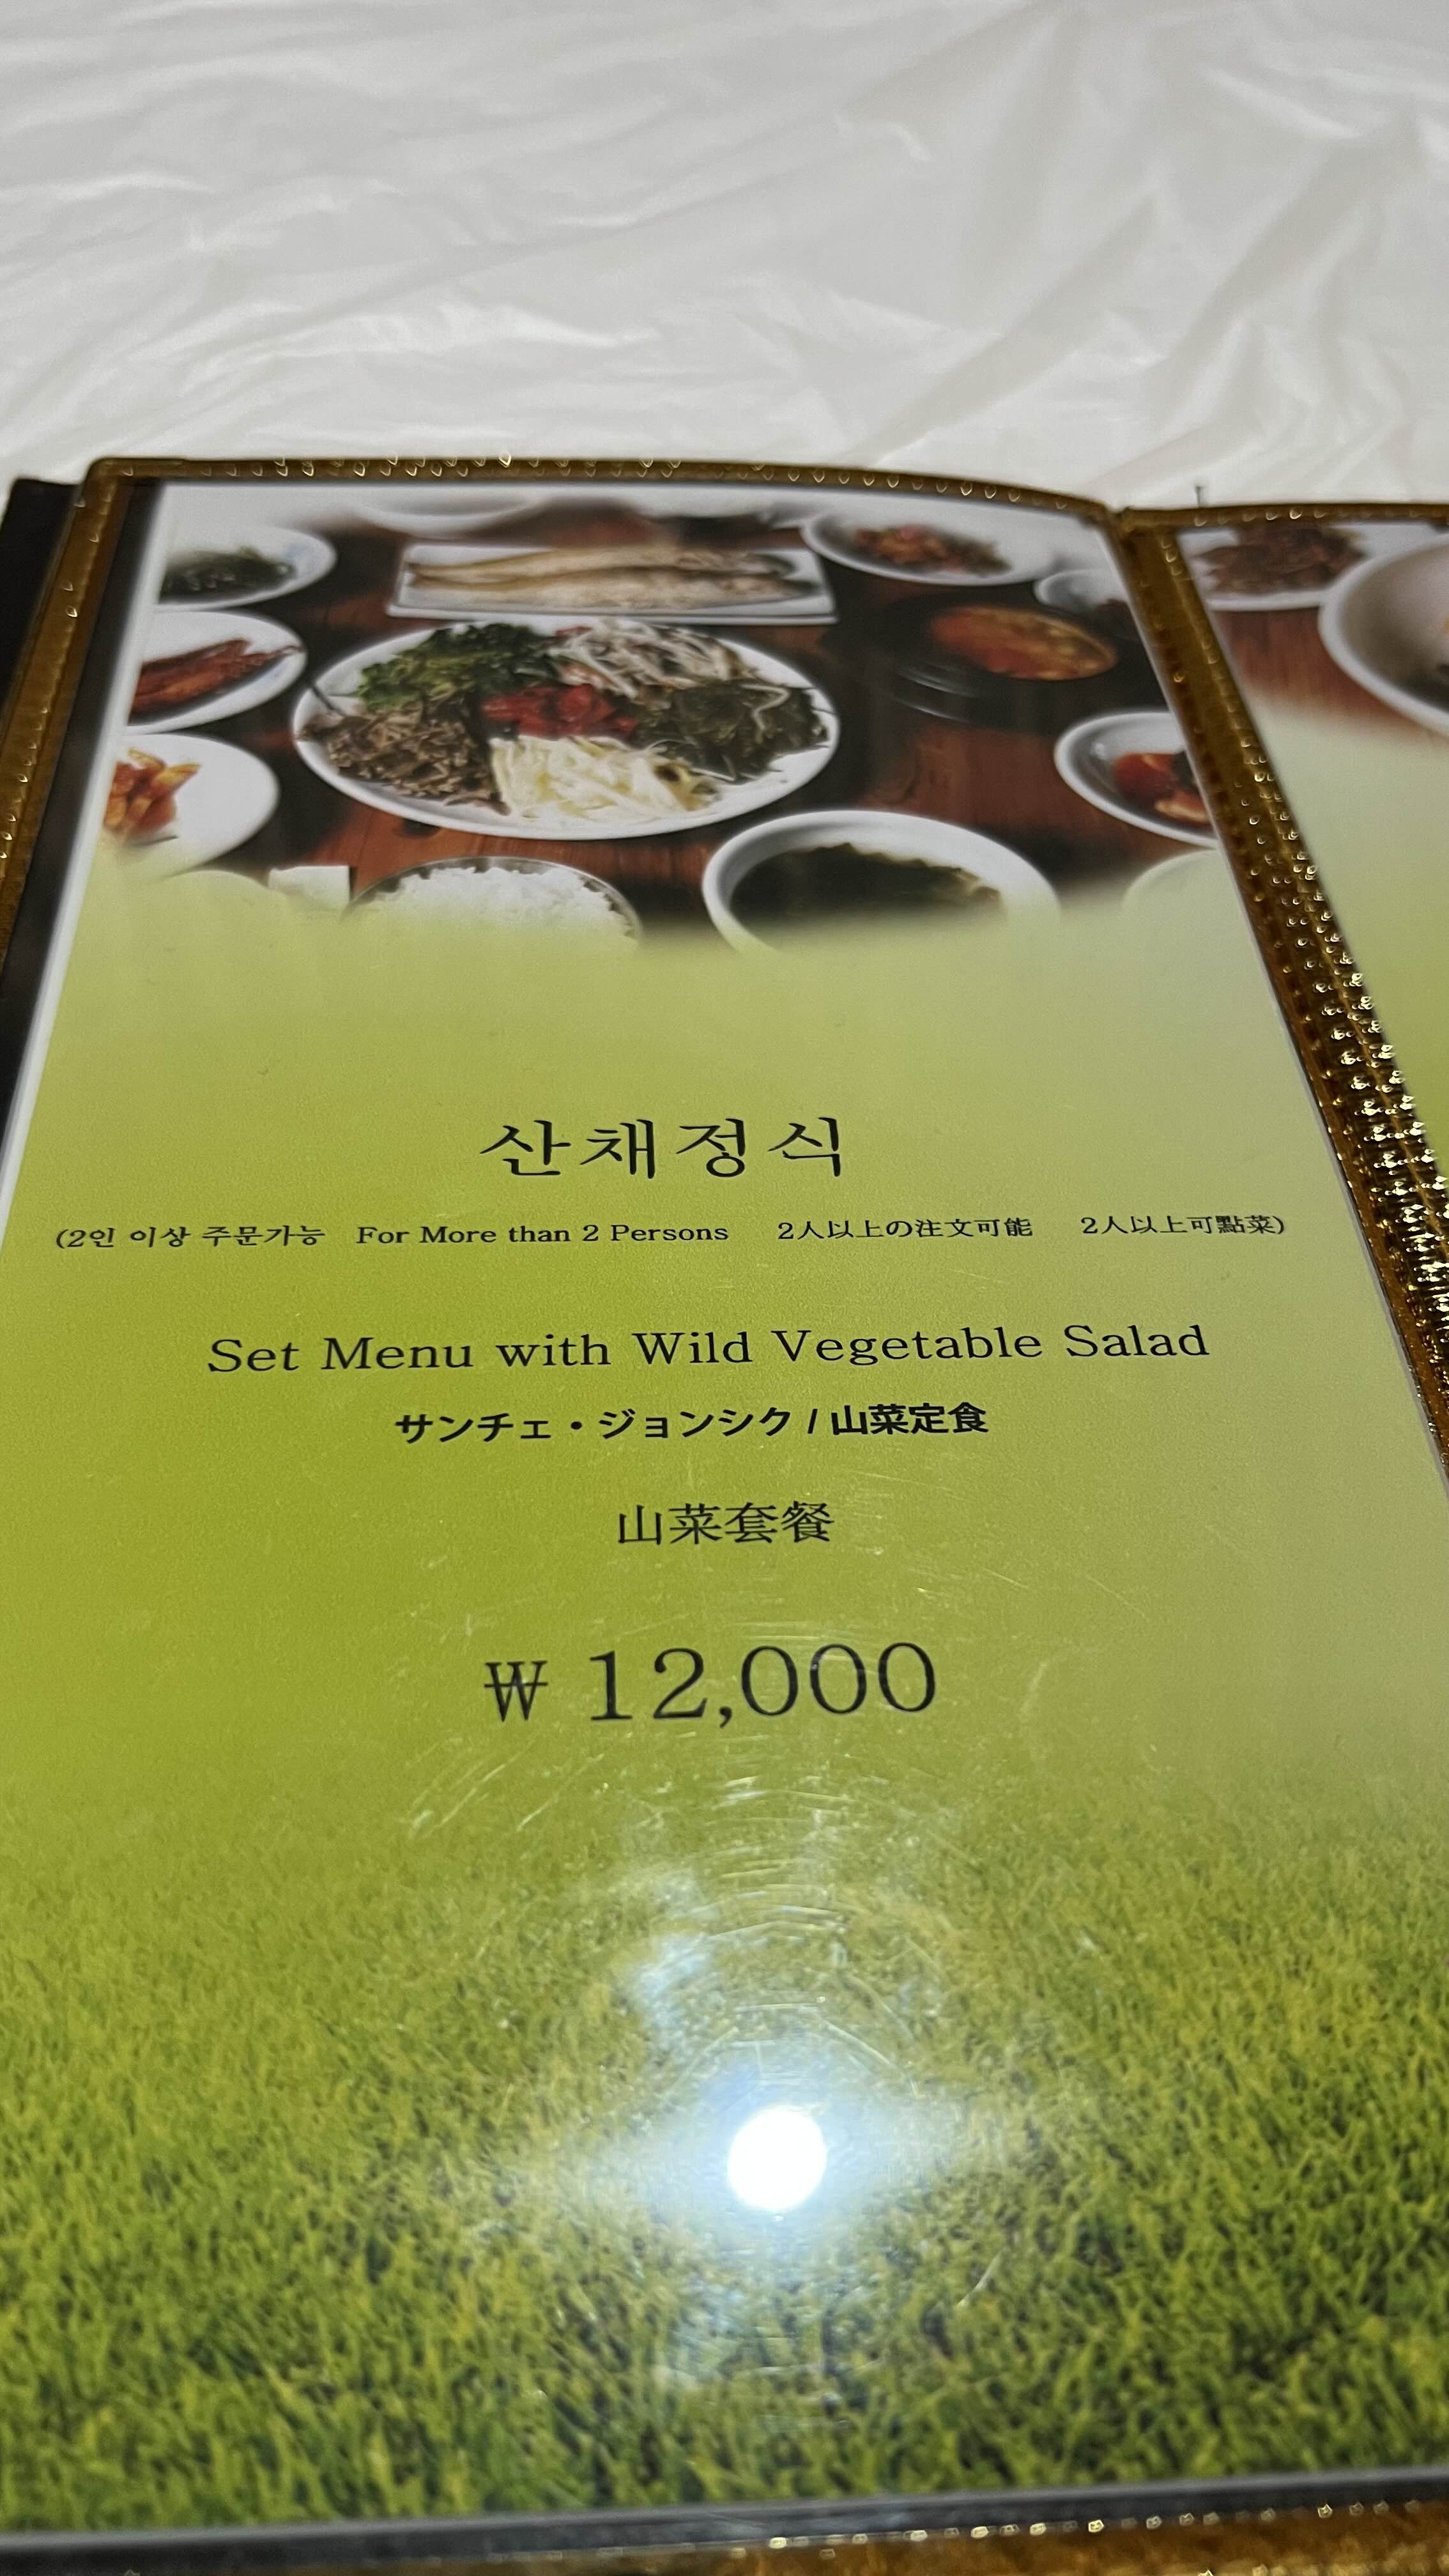 산채정식
(2인 이상 주문가능 For More than 2 Persons 2人以上の注文可能 2人以上可點菜)
Set Menu with Wild Vegetable Salad
サンチェ・ジョンシク / 山菜定食
山菜套餐
₩ 12,000